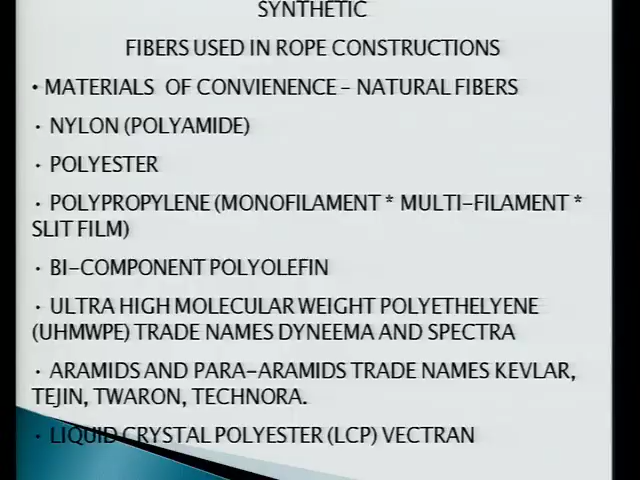 SYNTHETIC
FIBERS USED IN ROPE CONSTRUCTIONS
• MATERIALS OF CONVIENENCE – NATURAL FIBERS
• NYLON (POLYAMIDE)
• POLYESTER
• POLYPROPYLENE (MONOFILAMENT * MULTI-FILAMENT *
SLIT FILM)
• BI-COMPONENT POLYOLEFIN
• ULTRA HIGH MOLECULAR WEIGHT POLYETHELYENE
(UHMWPE) TRADE NAMES DYNEEMA AND SPECTRA
• ARAMIDS AND PARA-ARAMIDS TRADE NAMES KEVLAR,
TEJIN, TWARON, TECHNORA.
• LIQUID CRYSTAL POLYESTER (LCP) VECTRAN